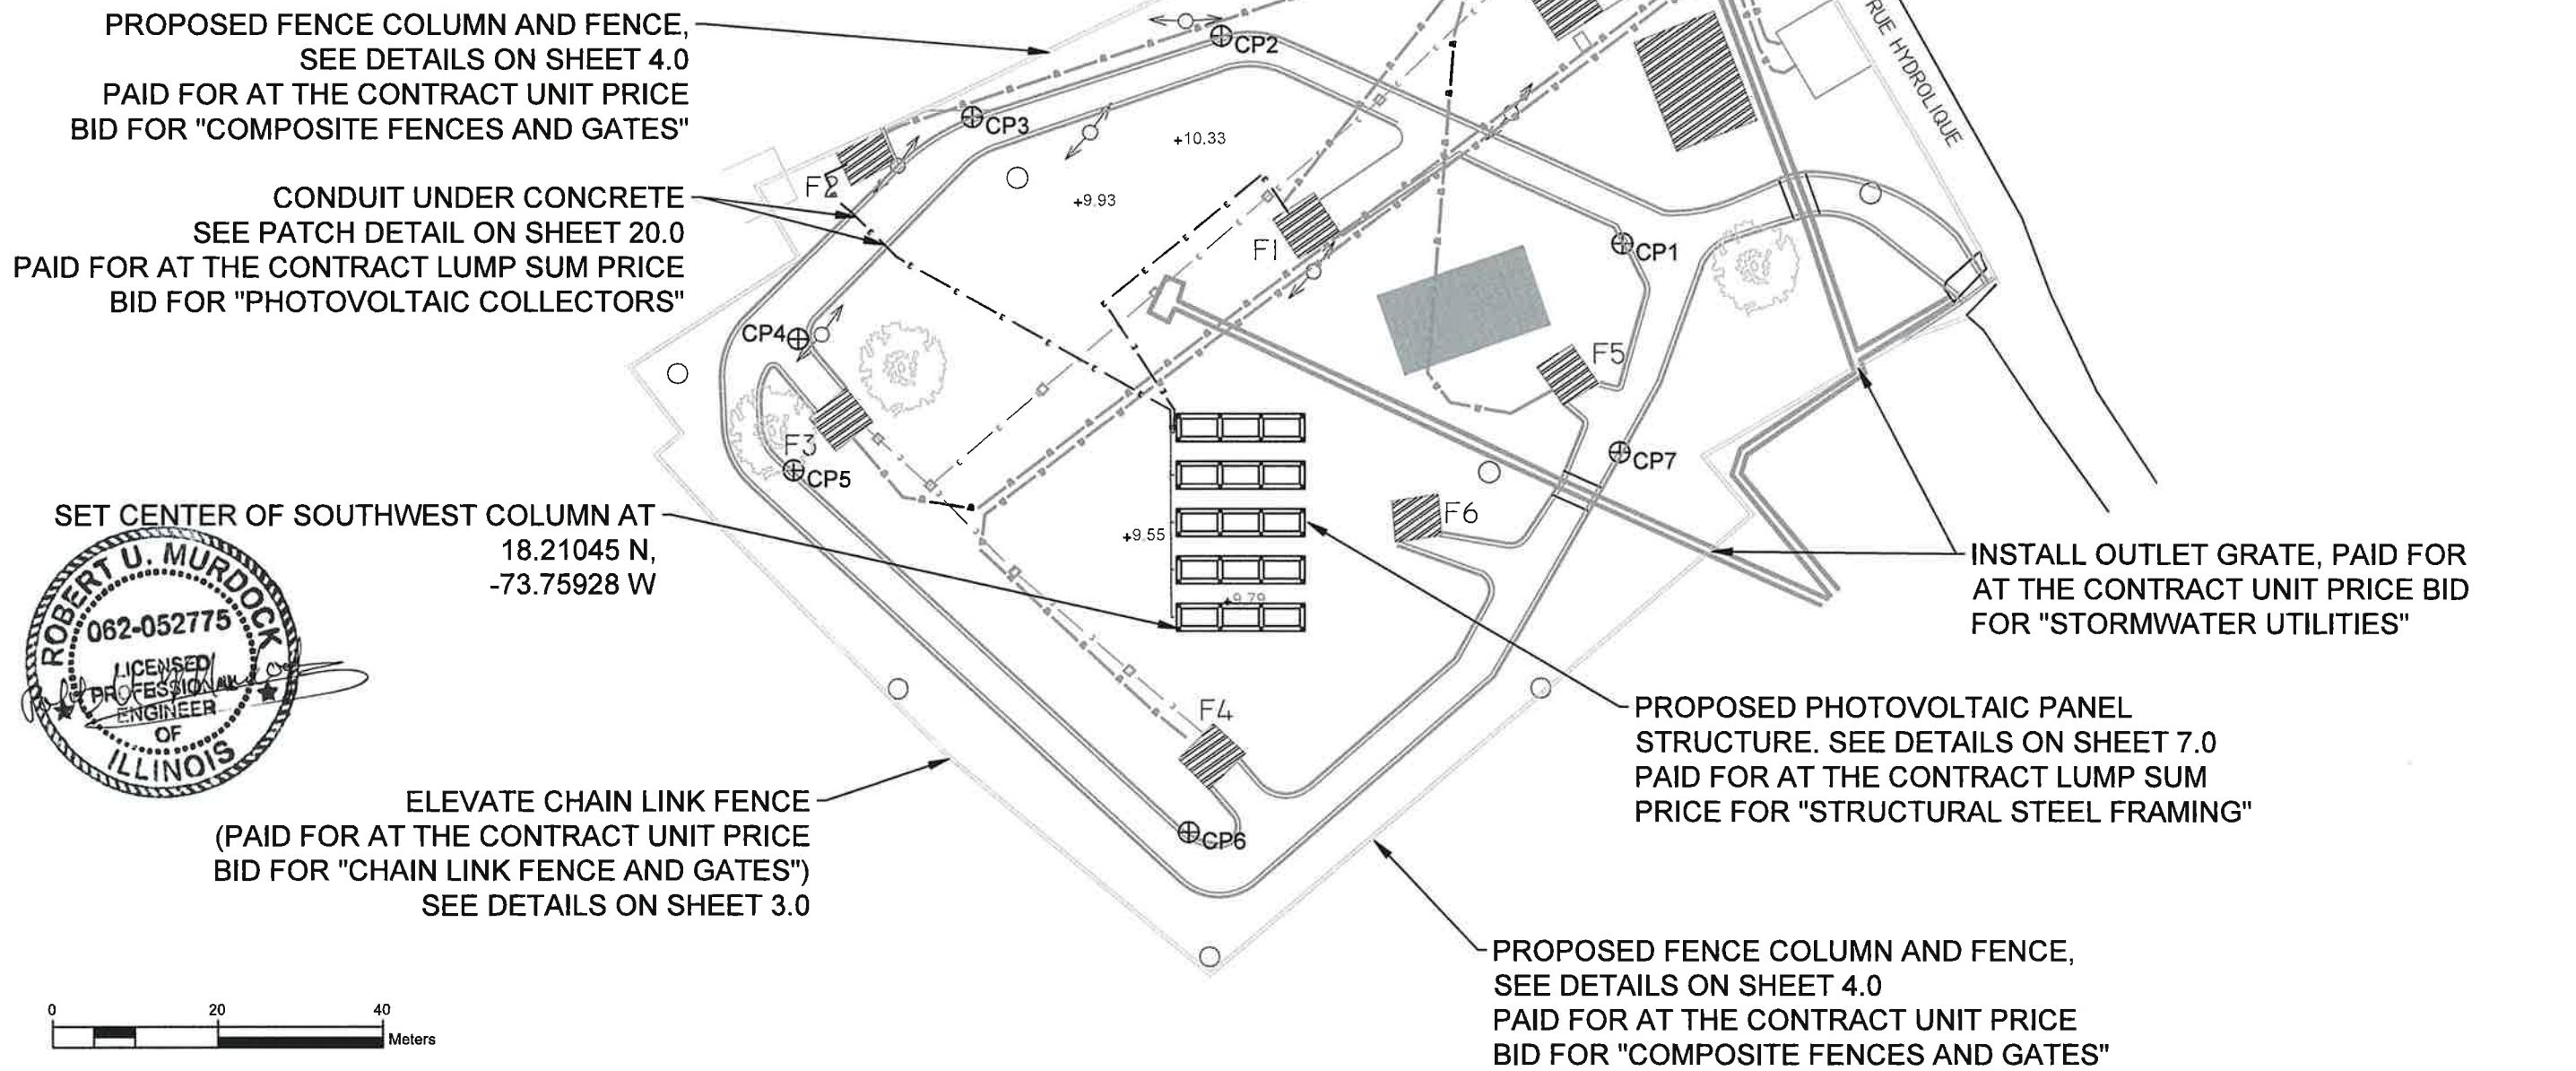 PROPOSED FENCE COLUMN AND FENCE,
SEE DETAILS ON SHEET 4.0
PAID FOR AT THE CONTRACT UNIT PRICE
BID FOR "COMPOSITE FENCES AND GATES"
CONDUIT UNDER CONCRETE
SEE PATCH DETAIL ON SHEET 20.0
PAID FOR AT THE CONTRACT LUMP SUM PRICE
BID FOR "PHOTOVOLTAIC COLLECTORS"
SET CENTER OF SOUTHWEST COLUMN AT
18.21045 N,
-73.75928 W
ROBERT U. MURDOCK
062-052775
LICENSED
PROFESSIONAL
ENGINEER
OF
ILLINOIS
ELEVATE CHAIN LINK FENCE
(PAID FOR AT THE CONTRACT UNIT PRICE
BID FOR "CHAIN LINK FENCE AND GATES")
SEE DETAILS ON SHEET 3.0
0 20 40
Meters
CP2
CP3
+10.33
F2
+9.93
F1
CP1
CP4
F5
F3
CP5
CP7
F6
+9.55
+9.79
F4
CP6
RUE HYDROLIQUE
INSTALL OUTLET GRATE, PAID FOR
AT THE CONTRACT UNIT PRICE BID
FOR "STORMWATER UTILITIES"
PROPOSED PHOTOVOLTAIC PANEL
STRUCTURE. SEE DETAILS ON SHEET 7.0
PAID FOR AT THE CONTRACT LUMP SUM
PRICE FOR "STRUCTURAL STEEL FRAMING"
PROPOSED FENCE COLUMN AND FENCE,
SEE DETAILS ON SHEET 4.0
PAID FOR AT THE CONTRACT UNIT PRICE
BID FOR "COMPOSITE FENCES AND GATES"